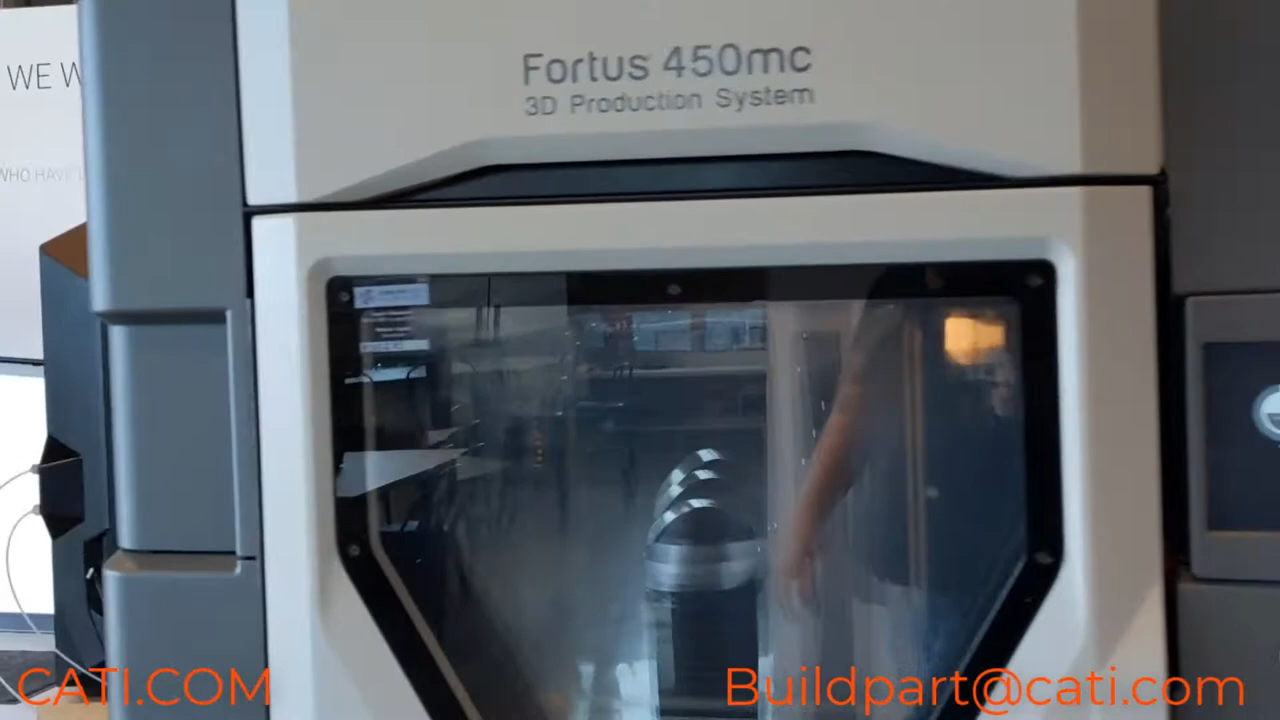 WE W
WHO HAVE
Fortus 450mc
3D Production System
CATI.COM
Buildpart@cati.com